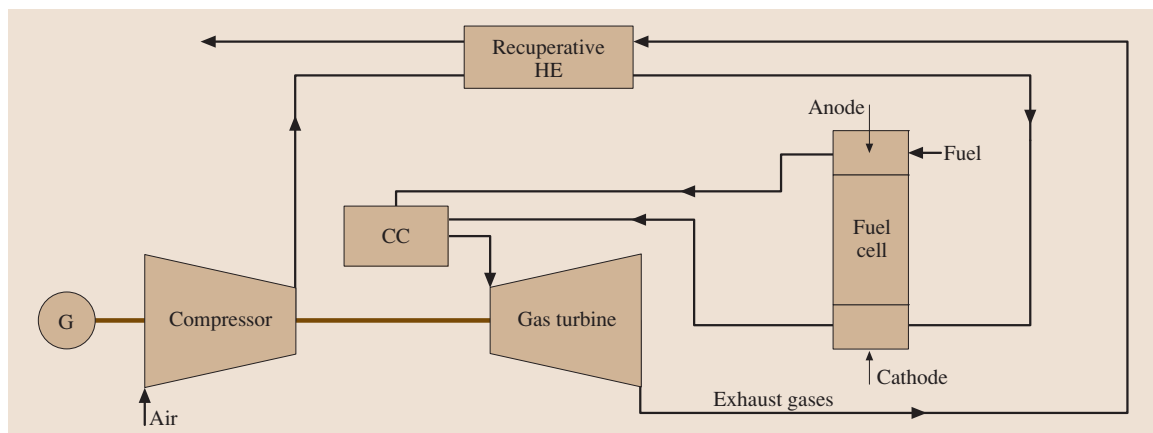 Recuperative
HE
Anode
Fuel
CC
Fuel
cell
G
Compressor
Gas turbine
Cathode
Exhaust gases
Air